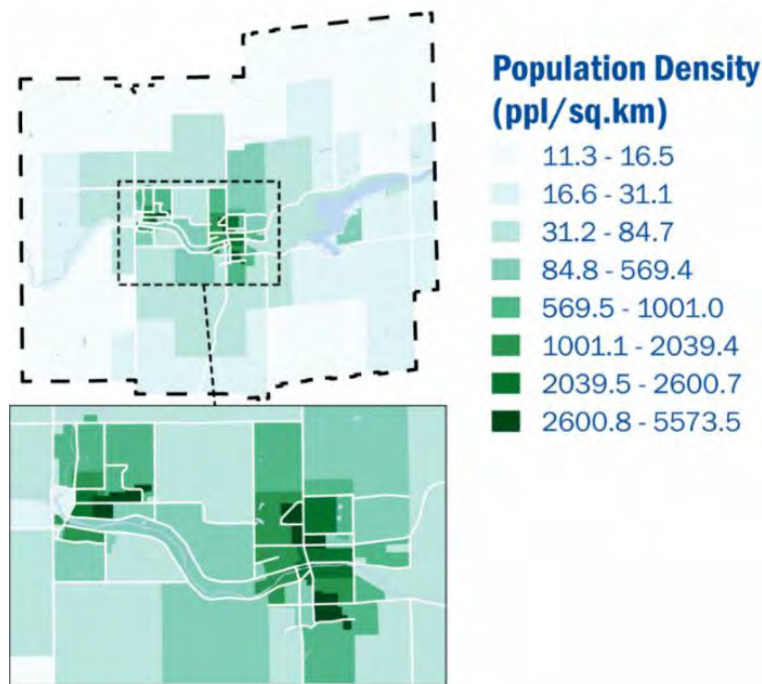 Population Density
(ppl/sq.km)
11.3 - 16.5
16.6 - 31.1
31.2 - 84.7
84.8 - 569.4
569.5 - 1001.0
1001.1 - 2039.4
2039.5 - 2600.7
2600.8 - 5573.5